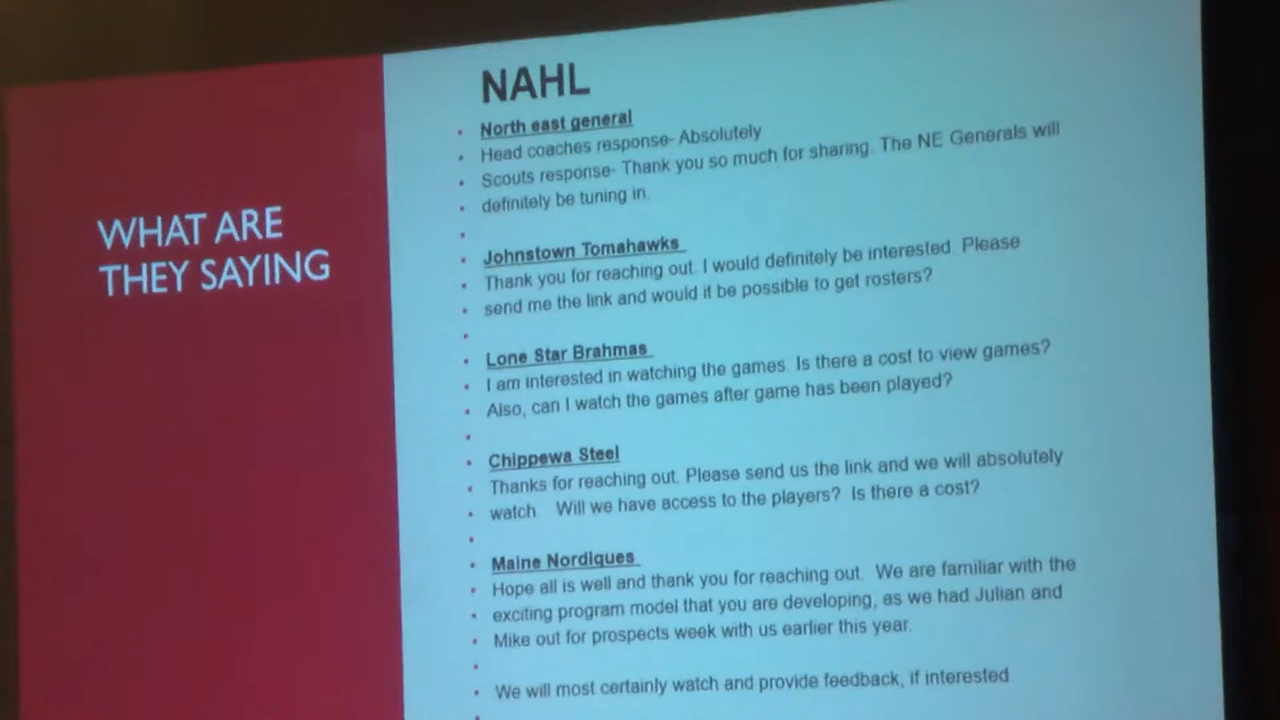 WHAT ARE
THEY SAYING
NAHL
North east general
Head coaches response- Absolutely
Scouts response- Thank you so much for sharing. The NE Generals will
definitely be tuning in.
Johnstown Tomahawks
Thank you for reaching out. I would definitely be interested. Please
send me the link and would it be possible to get rosters?
Lone Star Brahmas
I am interested in watching the games. Is there a cost to view games?
Also, can I watch the games after game has been played?
Chippewa Steel
Thanks for reaching out. Please send us the link and we will absolutely
watch. Will we have access to the players? Is there a cost?
Maine Nordiques
Hope all is well and thank you for reaching out. We are familiar with the
exciting program model that you are developing, as we had Julian and
Mike out for prospects week with us earlier this year.
We will most certainly watch and provide feedback, if interested